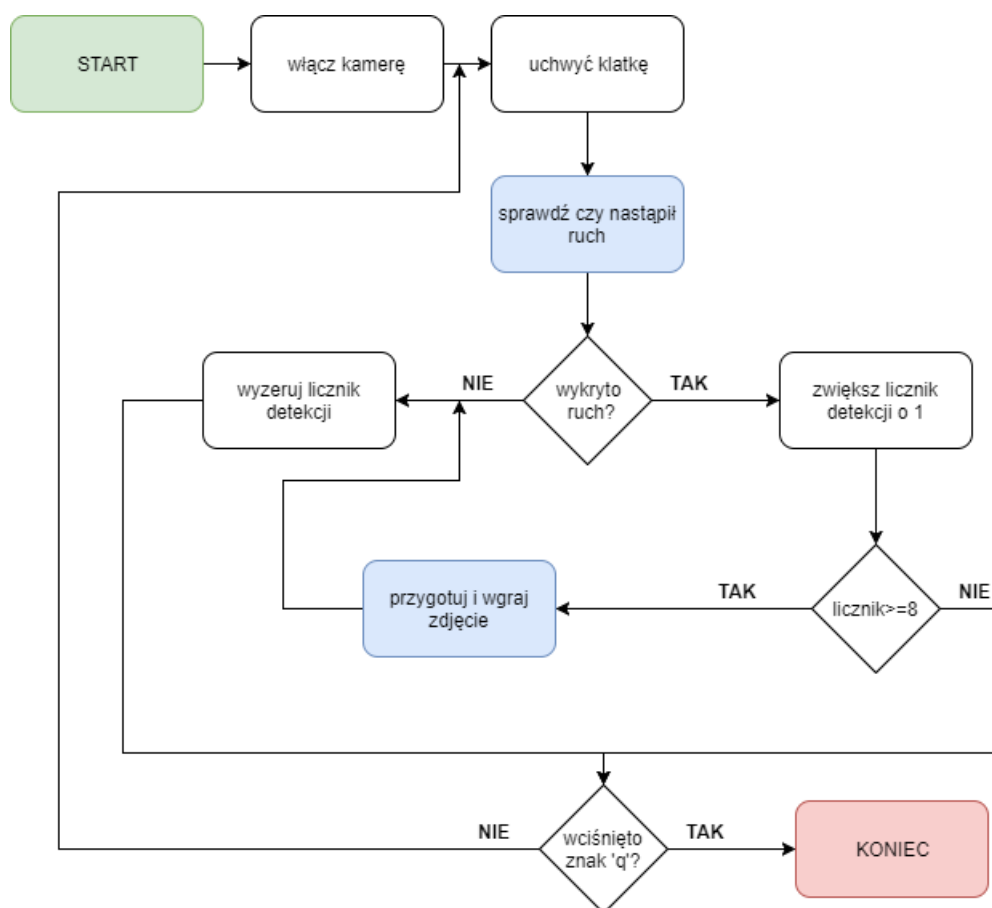 START
włącz kamerę
uchwyć klatkę
sprawdź czy nastąpił
ruch
wyzeruj licznik
detekcji
NIE
wykryto
ruch?
TAK
zwiększ licznik
detekcji o 1
przygotuj i wgraj
zdjęcie
TAK
licznik>=8
NIE
NIE
wciśnięto
znak 'q'?
TAK
KONIEC